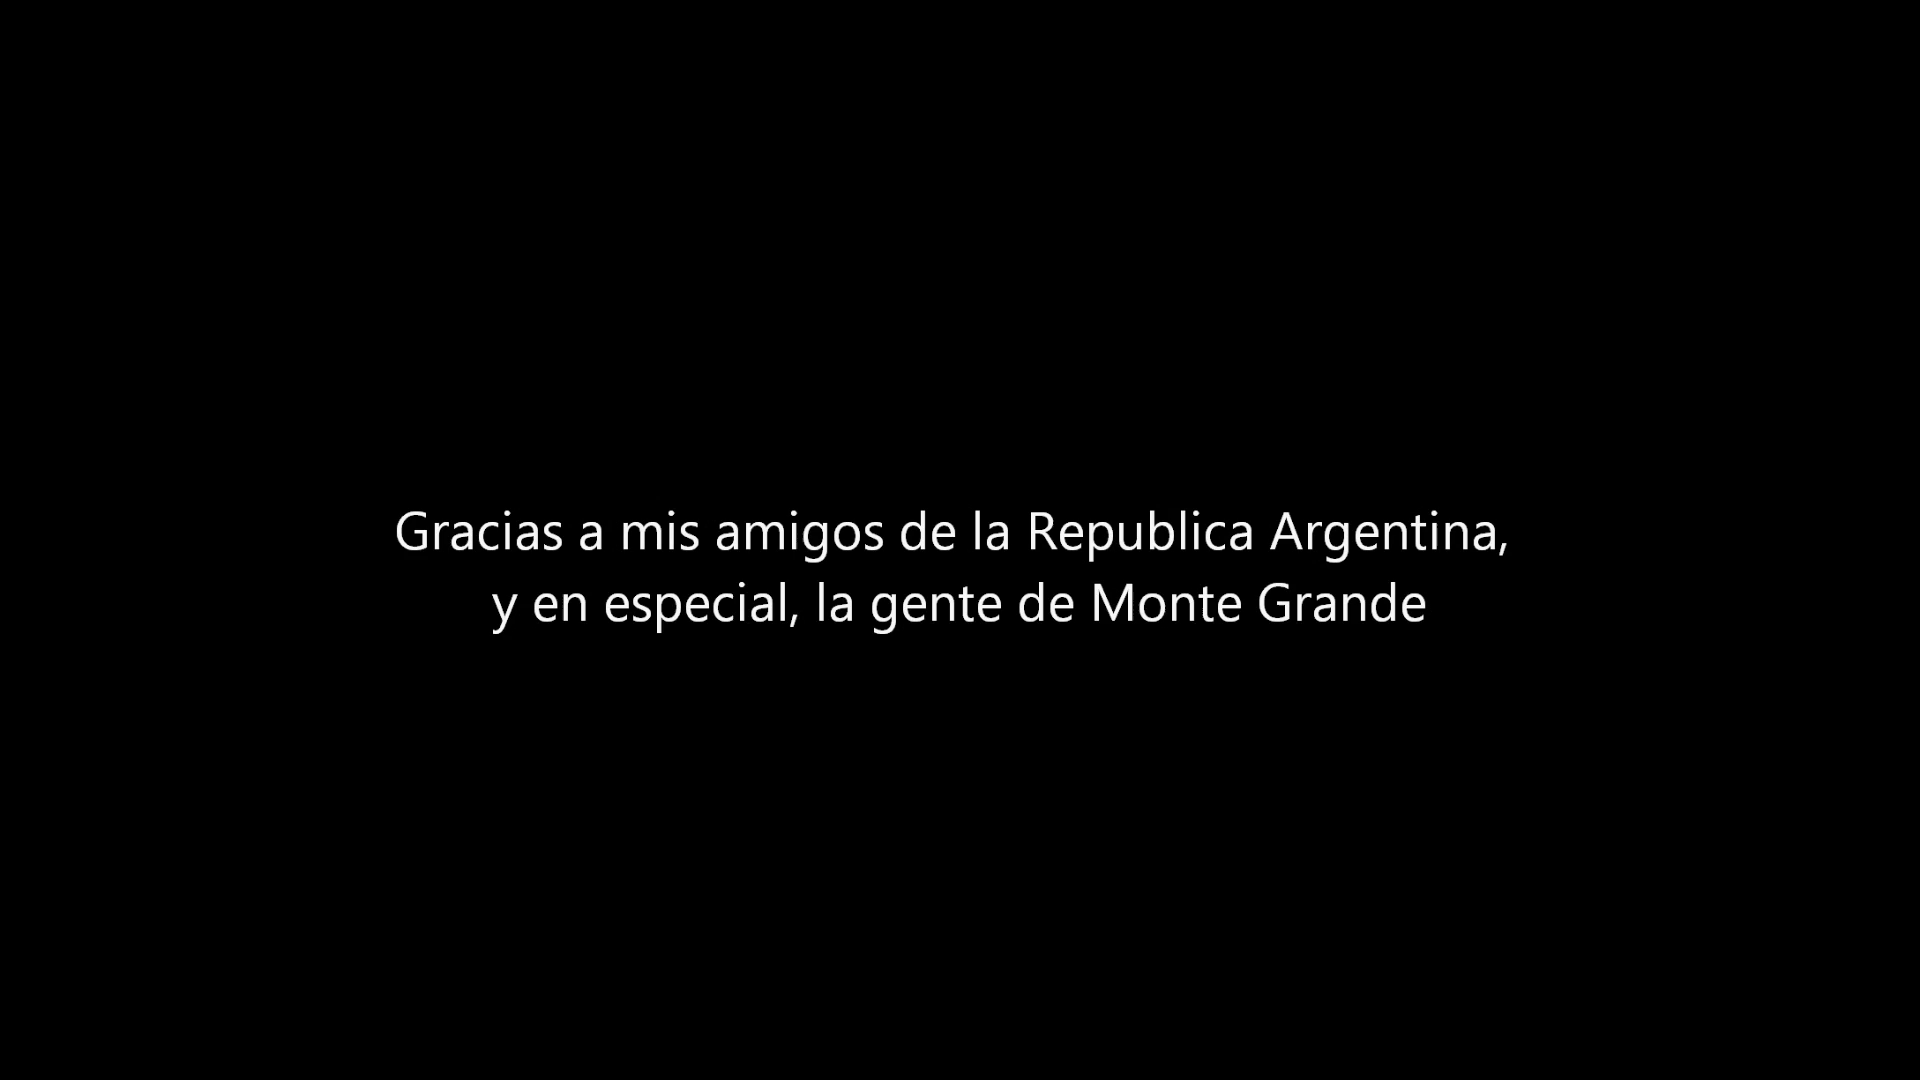 Gracias a mis amigos de la Republica Argentina,
y en especial, la gente de Monte Grande